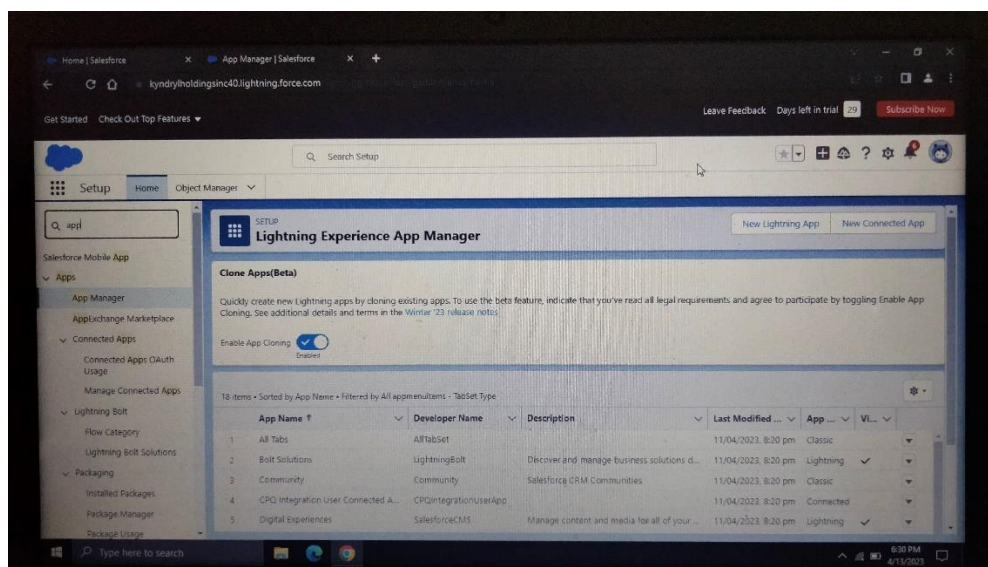 Home | Salesforce
App Manager | Salesforce
kyndrylholdingsinc40.lightning.force.com
Get Started Check Out Top Features
Leave Feedback Days left in trial 29 Subscribe Now
Search Setup
Setup Home Object Manager
app
Salesforce Mobile App
Apps
App Manager
AppExchange Marketplace
Connected Apps
Connected Apps OAuth
Usage
Manage Connected Apps
Lightning Bolt
Flow Category
Lightning Bolt Solutions
Packaging
Installed Packages
Package Manager
Package Usage
SETUP
Lightning Experience App Manager
New Lightning App New Connected App
Clone Apps(Beta)
Quickly create new Lightning apps by cloning existing apps. To use the beta feature, indicate that you've read all legal requirements and agree to participate by toggling Enable App
Cloning. See additional details and terms in the Winter '23 release notes
Enable App Cloning
Enabled
18 items • Sorted by App Name • Filtered by All appmenuitems - TabSet Type
App Name Developer Name Description Last Modified ... App ... Vi...
1 All Tabs AllTabSet 11/04/2023, 8:20 pm Classic
2 Bolt Solutions LightningBolt Discover and manage business solutions d... 11/04/2023, 8:20 pm Lightning
3 Community Community Salesforce CRM Communities 11/04/2023, 8:20 pm Classic
4 CPQ Integration User Connected A... CPQIntegrationUserApp 11/04/2023, 8:20 pm Connected
5 Digital Experiences SalesforceCMS Manage content and media for all of your ... 11/04/2023, 8:20 pm Lightning
Type here to search
6:30 PM
4/13/2023